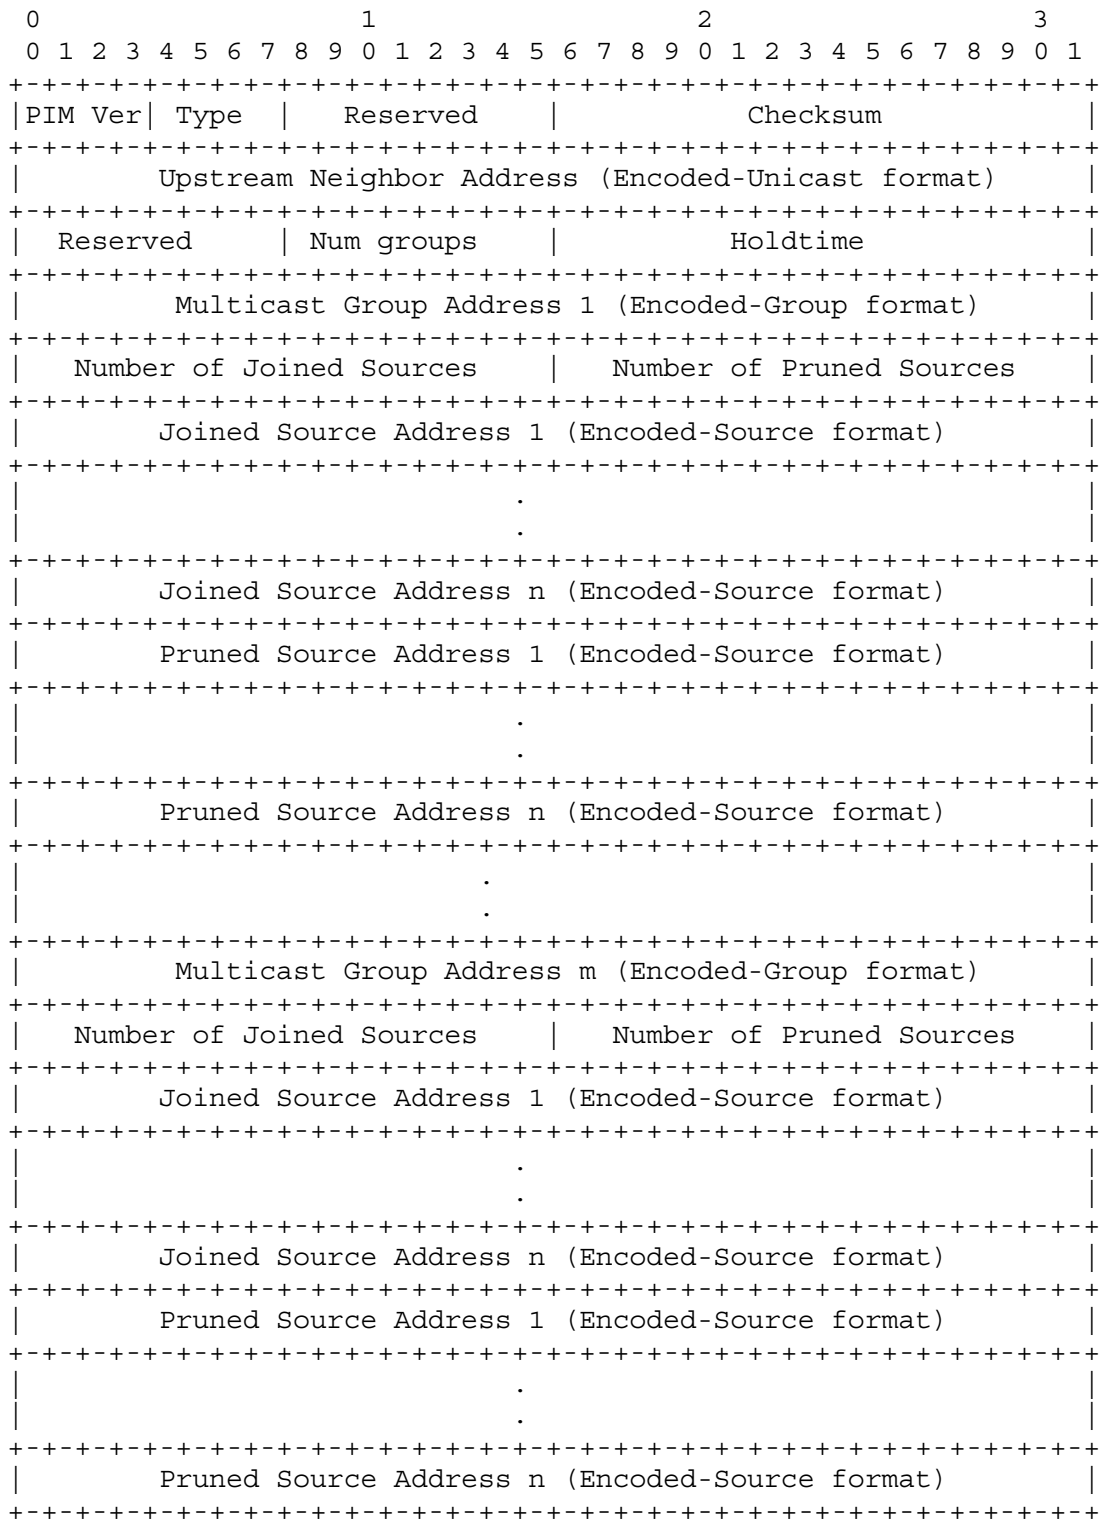 0                   1                   2                   3
 0 1 2 3 4 5 6 7 8 9 0 1 2 3 4 5 6 7 8 9 0 1 2 3 4 5 6 7 8 9 0 1
+-+-+-+-+-+-+-+-+-+-+-+-+-+-+-+-+-+-+-+-+-+-+-+-+-+-+-+-+-+-+-+-+
|PIM Ver| Type  |   Reserved    |           Checksum            |
+-+-+-+-+-+-+-+-+-+-+-+-+-+-+-+-+-+-+-+-+-+-+-+-+-+-+-+-+-+-+-+-+
|        Upstream Neighbor Address (Encoded-Unicast format)     |
+-+-+-+-+-+-+-+-+-+-+-+-+-+-+-+-+-+-+-+-+-+-+-+-+-+-+-+-+-+-+-+-+
|  Reserved     | Num groups    |          Holdtime             |
+-+-+-+-+-+-+-+-+-+-+-+-+-+-+-+-+-+-+-+-+-+-+-+-+-+-+-+-+-+-+-+-+
|         Multicast Group Address 1 (Encoded-Group format)      |
+-+-+-+-+-+-+-+-+-+-+-+-+-+-+-+-+-+-+-+-+-+-+-+-+-+-+-+-+-+-+-+-+
|   Number of Joined Sources    |   Number of Pruned Sources    |
+-+-+-+-+-+-+-+-+-+-+-+-+-+-+-+-+-+-+-+-+-+-+-+-+-+-+-+-+-+-+-+-+
|        Joined Source Address 1 (Encoded-Source format)        |
+-+-+-+-+-+-+-+-+-+-+-+-+-+-+-+-+-+-+-+-+-+-+-+-+-+-+-+-+-+-+-+-+
|                             .                                 |
|                             .                                 |
+-+-+-+-+-+-+-+-+-+-+-+-+-+-+-+-+-+-+-+-+-+-+-+-+-+-+-+-+-+-+-+-+
|        Joined Source Address n (Encoded-Source format)        |
+-+-+-+-+-+-+-+-+-+-+-+-+-+-+-+-+-+-+-+-+-+-+-+-+-+-+-+-+-+-+-+-+
|        Pruned Source Address 1 (Encoded-Source format)        |
+-+-+-+-+-+-+-+-+-+-+-+-+-+-+-+-+-+-+-+-+-+-+-+-+-+-+-+-+-+-+-+-+
|                             .                                 |
|                             .                                 |
+-+-+-+-+-+-+-+-+-+-+-+-+-+-+-+-+-+-+-+-+-+-+-+-+-+-+-+-+-+-+-+-+
|        Pruned Source Address n (Encoded-Source format)        |
+-+-+-+-+-+-+-+-+-+-+-+-+-+-+-+-+-+-+-+-+-+-+-+-+-+-+-+-+-+-+-+-+
|                           .                                   |
|                           .                                   |
+-+-+-+-+-+-+-+-+-+-+-+-+-+-+-+-+-+-+-+-+-+-+-+-+-+-+-+-+-+-+-+-+
|         Multicast Group Address m (Encoded-Group format)      |
+-+-+-+-+-+-+-+-+-+-+-+-+-+-+-+-+-+-+-+-+-+-+-+-+-+-+-+-+-+-+-+-+
|   Number of Joined Sources    |   Number of Pruned Sources    |
+-+-+-+-+-+-+-+-+-+-+-+-+-+-+-+-+-+-+-+-+-+-+-+-+-+-+-+-+-+-+-+-+
|        Joined Source Address 1 (Encoded-Source format)        |
+-+-+-+-+-+-+-+-+-+-+-+-+-+-+-+-+-+-+-+-+-+-+-+-+-+-+-+-+-+-+-+-+
|                             .                                 |
|                             .                                 |
+-+-+-+-+-+-+-+-+-+-+-+-+-+-+-+-+-+-+-+-+-+-+-+-+-+-+-+-+-+-+-+-+
|        Joined Source Address n (Encoded-Source format)        |
+-+-+-+-+-+-+-+-+-+-+-+-+-+-+-+-+-+-+-+-+-+-+-+-+-+-+-+-+-+-+-+-+
|        Pruned Source Address 1 (Encoded-Source format)        |
+-+-+-+-+-+-+-+-+-+-+-+-+-+-+-+-+-+-+-+-+-+-+-+-+-+-+-+-+-+-+-+-+
|                             .                                 |
|                             .                                 |
+-+-+-+-+-+-+-+-+-+-+-+-+-+-+-+-+-+-+-+-+-+-+-+-+-+-+-+-+-+-+-+-+
|        Pruned Source Address n (Encoded-Source format)        |
+-+-+-+-+-+-+-+-+-+-+-+-+-+-+-+-+-+-+-+-+-+-+-+-+-+-+-+-+-+-+-+-+